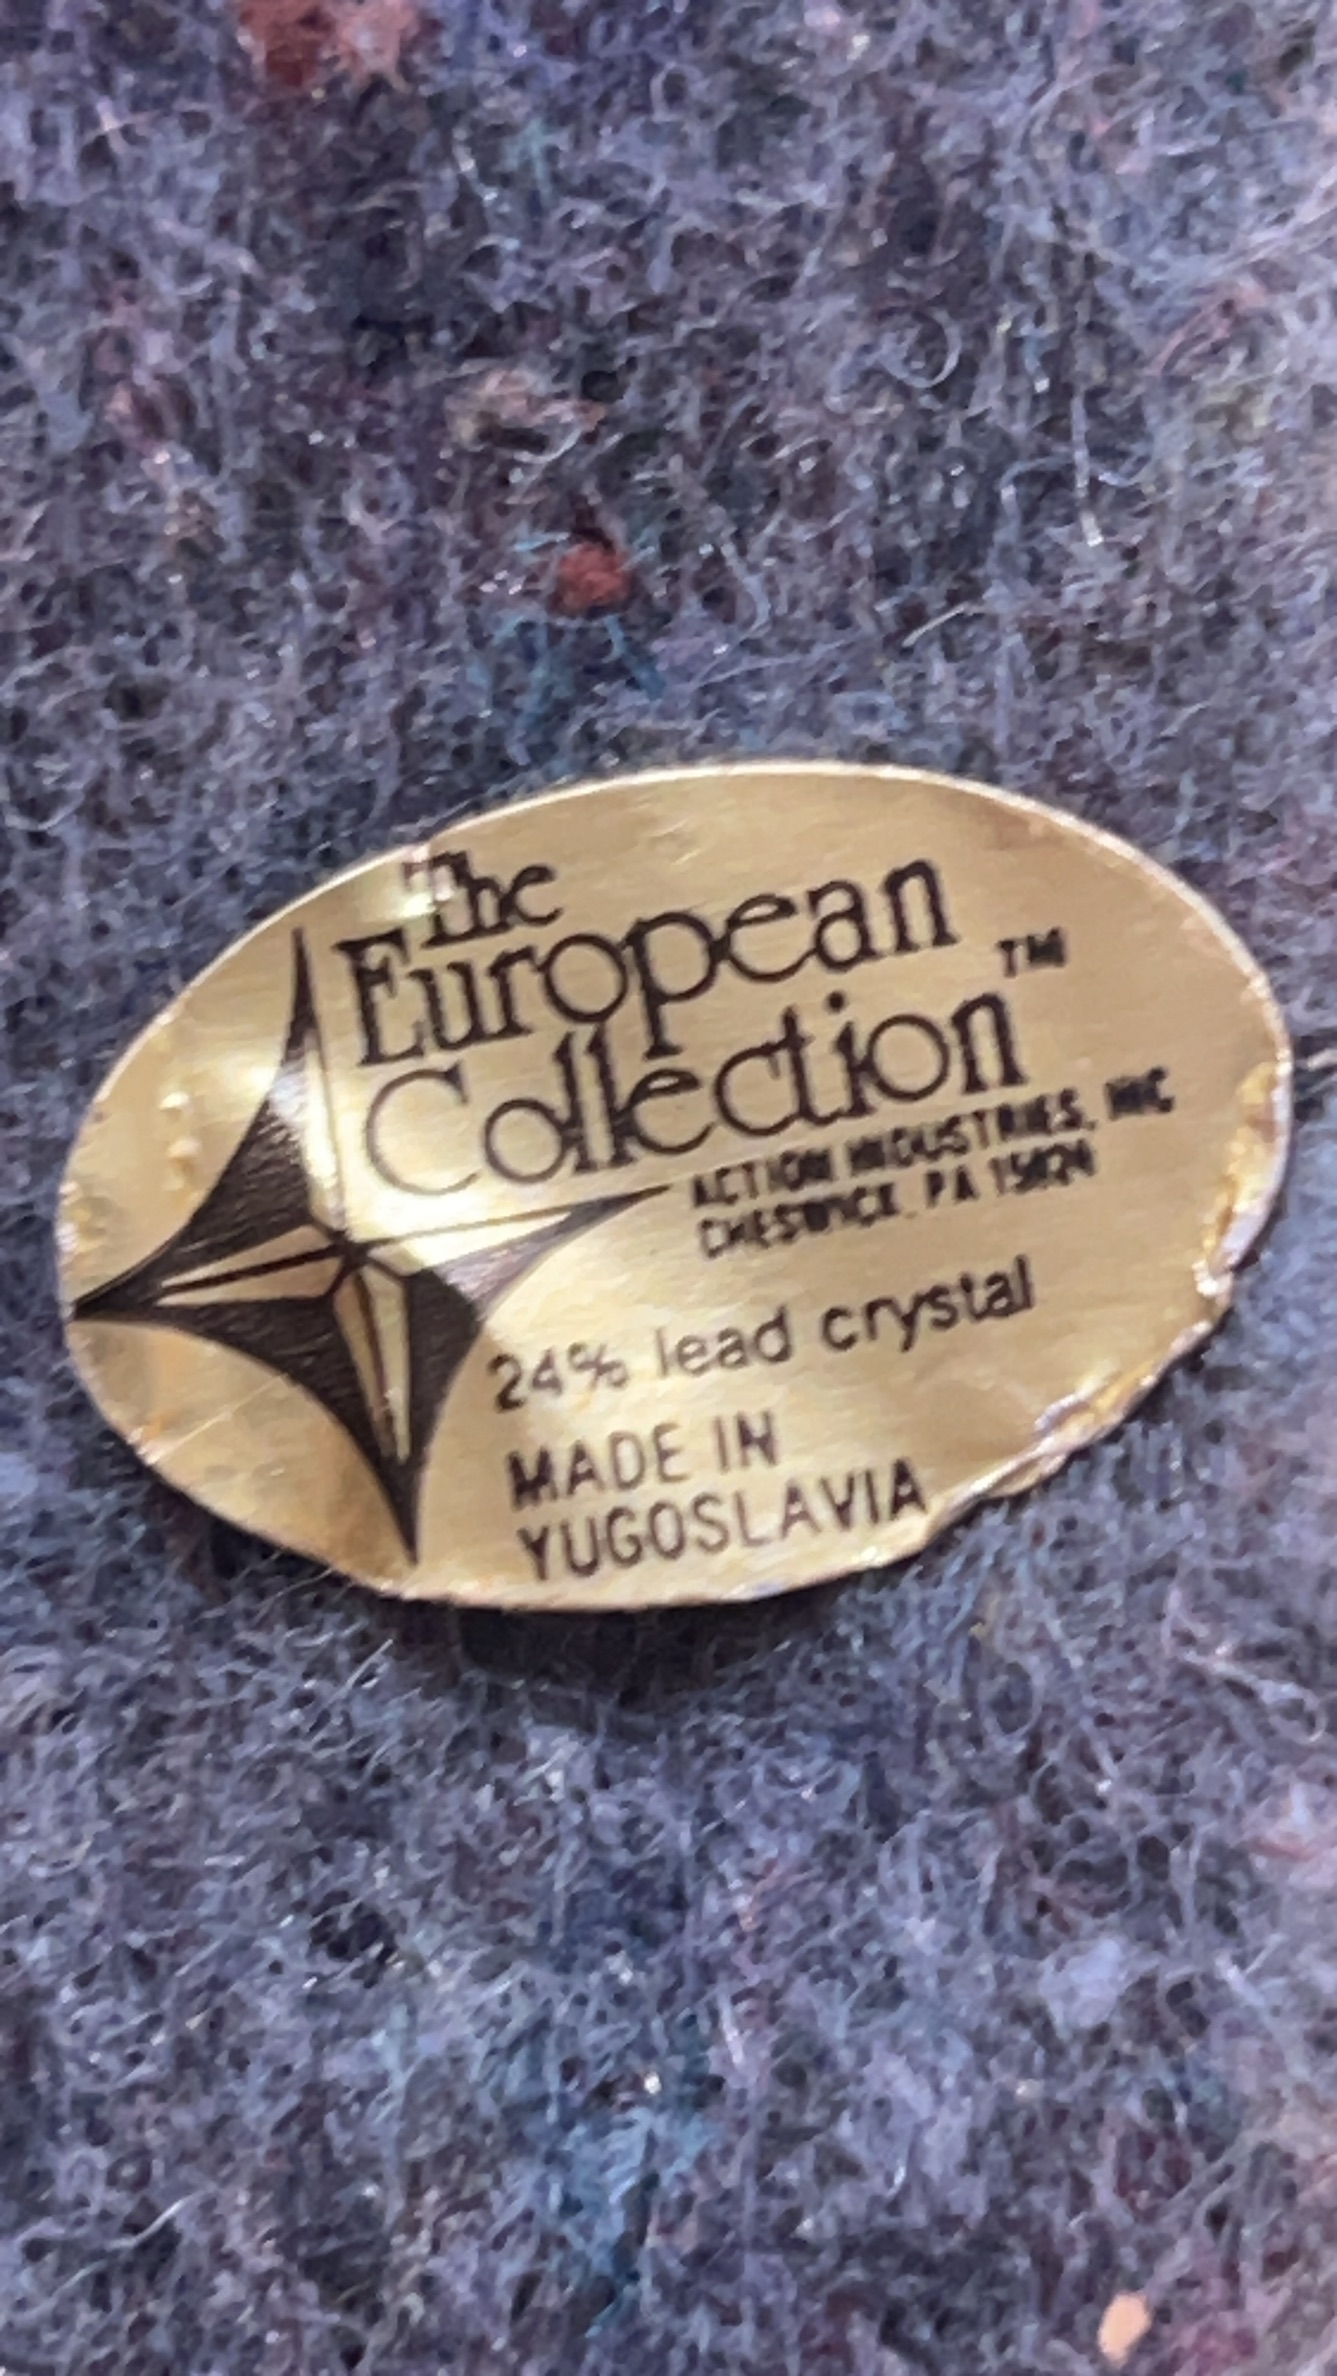 The
European
Collection™
ACTION INDUSTRIES, INC
CHESWICK, PA 15024
24% lead crystal
MADE IN
YUGOSLAVIA